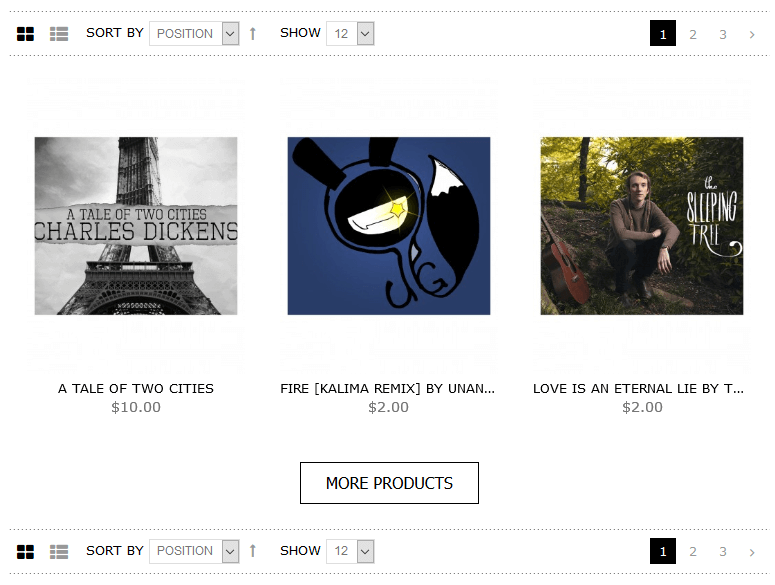 SORT BY POSITION SHOW 12 1 2 3 >
A TALE OF TWO CITIES
CHARLES DICKENS
JG
the
SLEEPING
TREE
A TALE OF TWO CITIES
$10.00
FIRE [KALIMA REMIX] BY UNAN...
$2.00
LOVE IS AN ETERNAL LIE BY T...
$2.00
MORE PRODUCTS
SORT BY POSITION SHOW 12 1 2 3 >